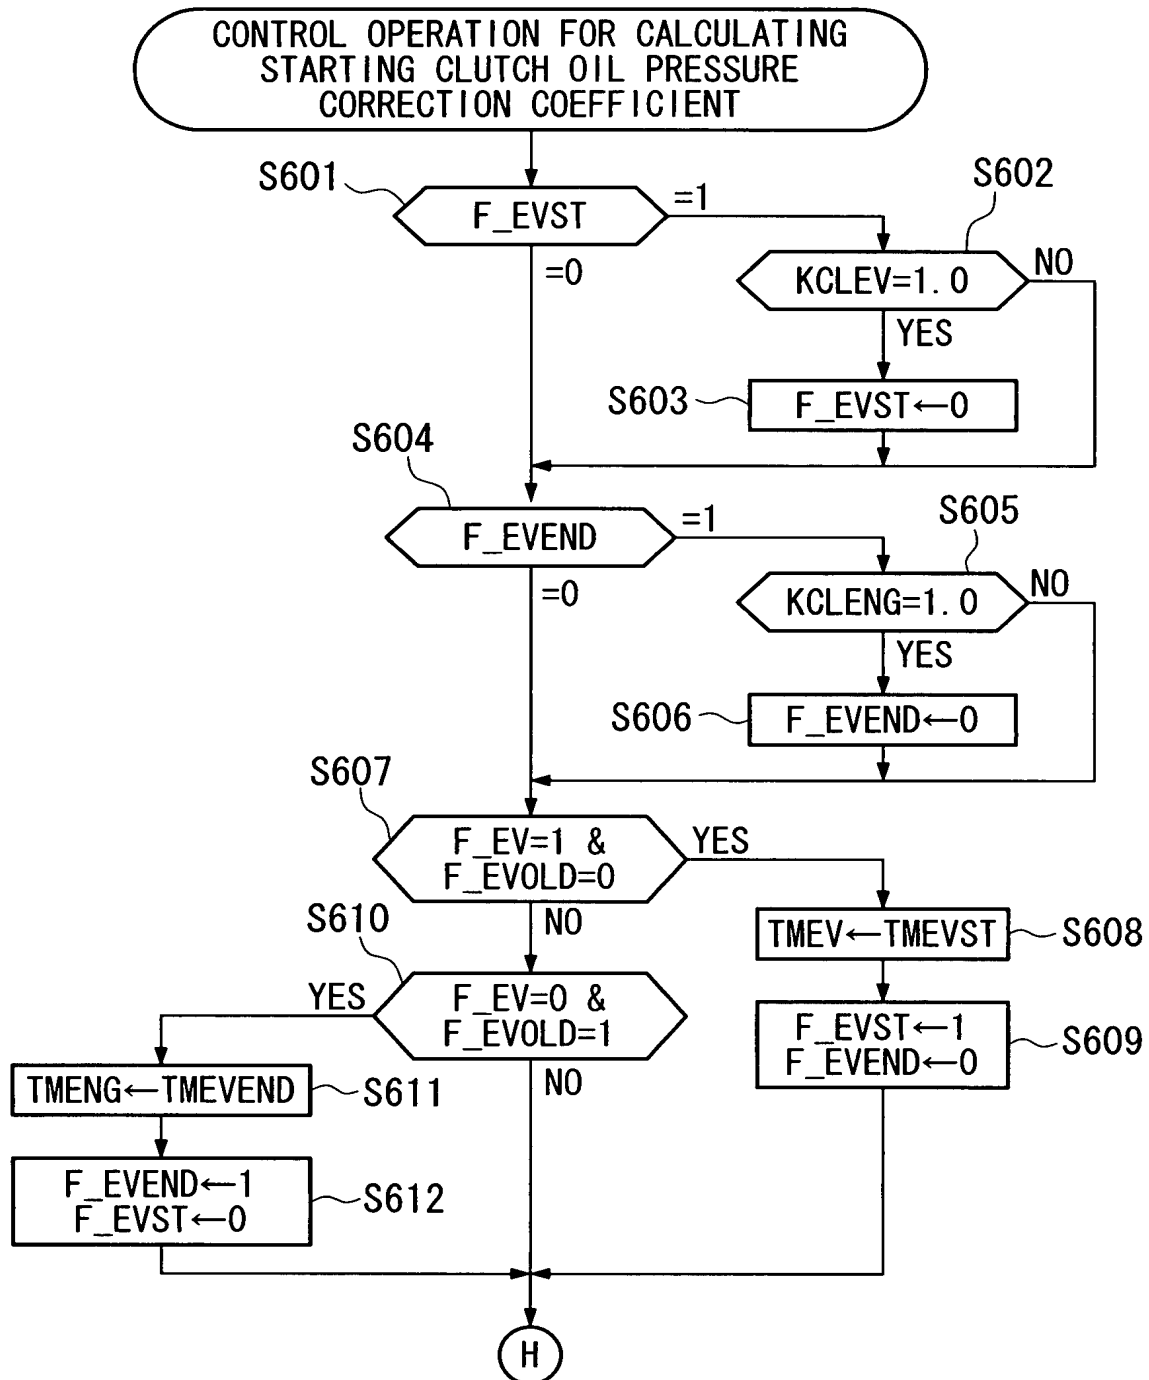 CONTROL OPERATION FOR CALCULATING
STARTING CLUTCH OIL PRESSURE
CORRECTION COEFFICIENT
S601
F_EVST
=1
=0
S602
KCLEV=1.0
NO
YES
S603
F_EVST←0
S604
F_EVEND
=1
=0
S605
KCLENG=1.0
NO
YES
S606
F_EVEND←0
S607
F_EV=1 &
F_EVOLD=0
YES
NO
TMEV←TMEVST
S608
F_EVST←1
F_EVEND←0
S609
S610
F_EV=0 &
F_EVOLD=1
YES
NO
TMENG←TMEVEND
S611
F_EVEND←1
F_EVST←0
S612
H